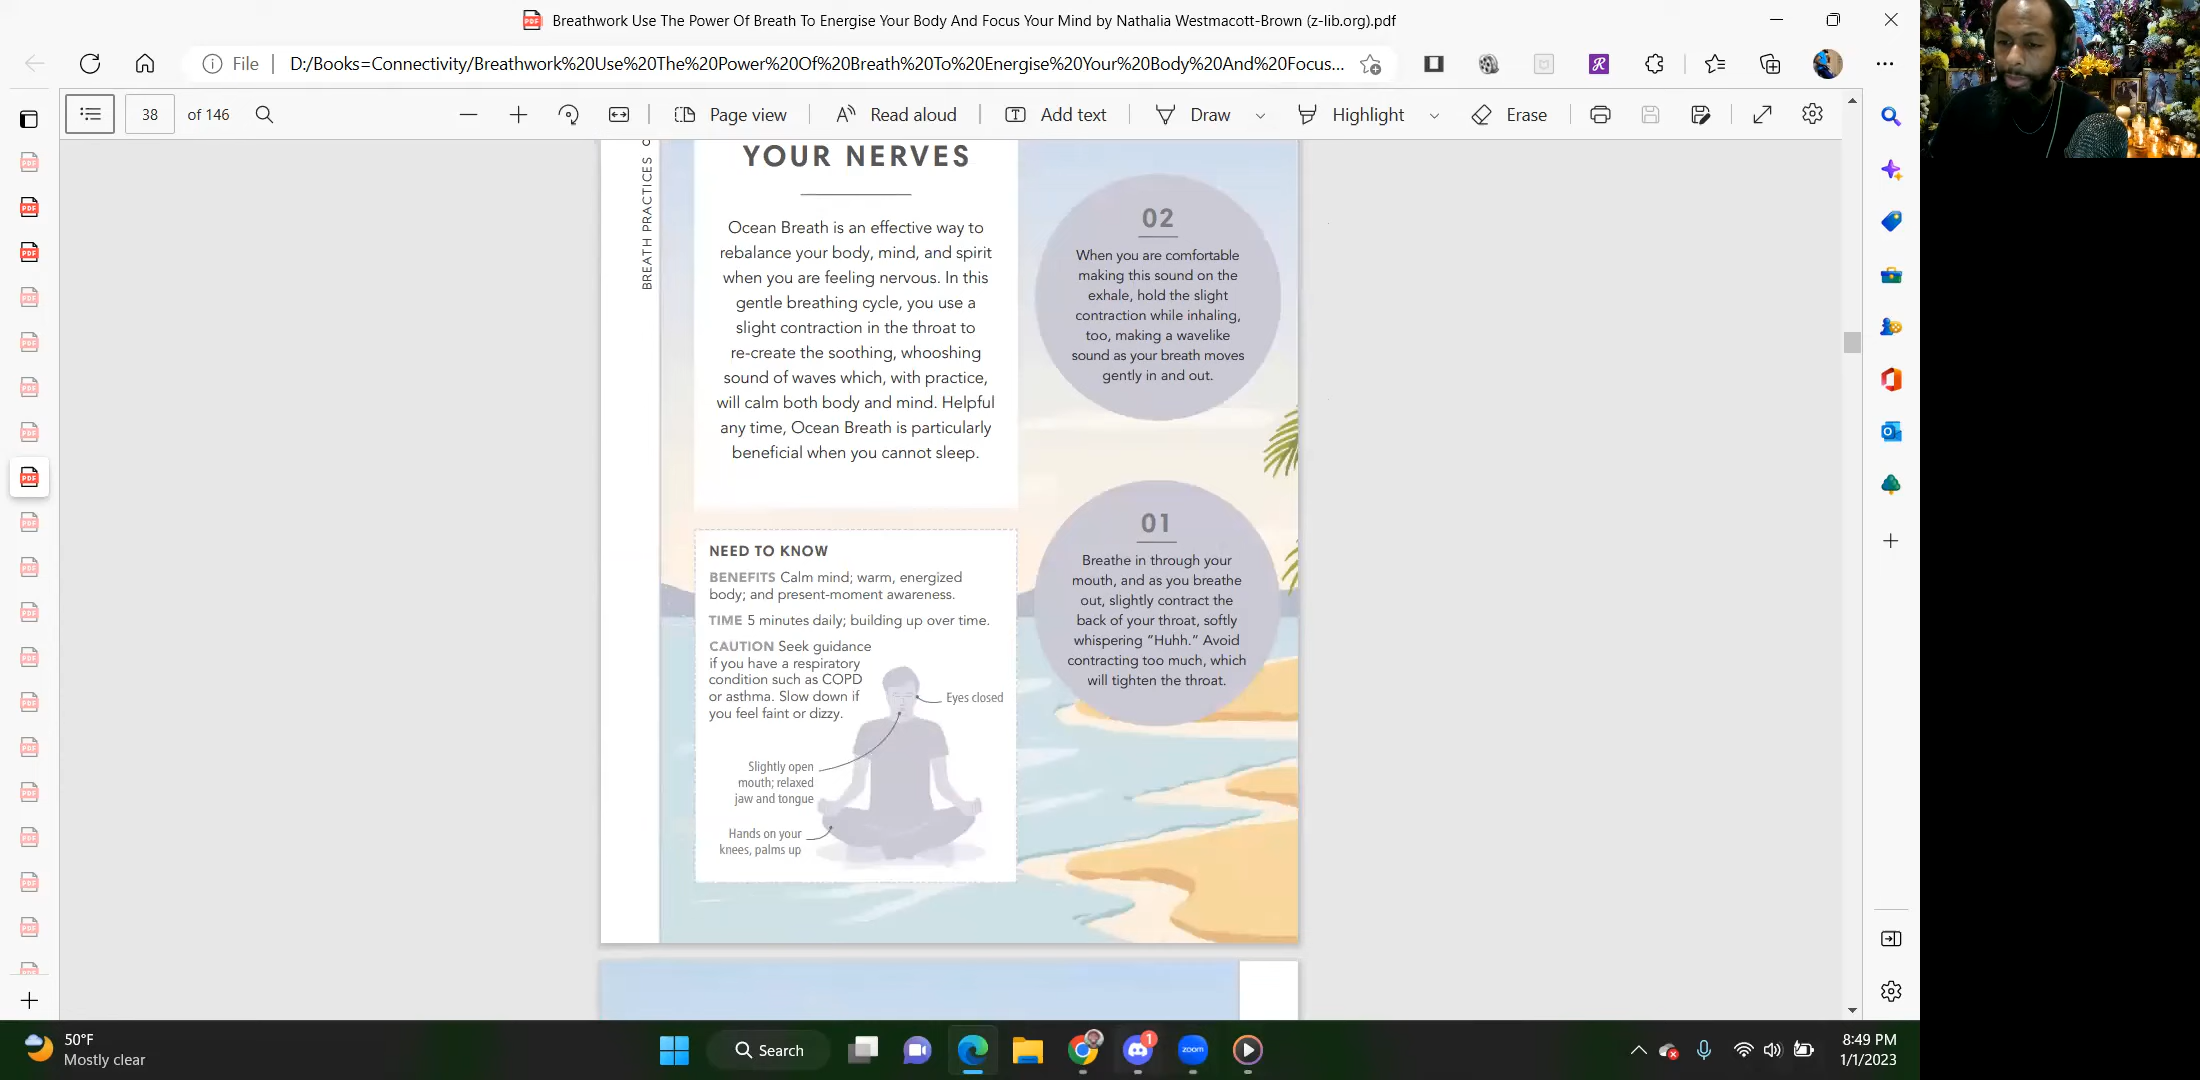 Breathwork Use The Power Of Breath To Energise Your Body And Focus Your Mind by Nathalia Westmacott-Brown (z-lib.org).pdf
File
D:/Books=Connectivity/Breathwork%20Use%20The%20Power%20Of%20Breath%20To%20Energise%20Your%20Body%20And%20Focus...
38
of 146
Page view
Read aloud
Add text
Draw
Highlight
Erase
BREATH PRACTICES
YOUR NERVES
Ocean Breath is an effective way to
rebalance your body, mind, and spirit
when you are feeling nervous. In this
gentle breathing cycle, you use a
slight contraction in the throat to
re-create the soothing, whooshing
sound of waves which, with practice,
will calm both body and mind. Helpful
any time, Ocean Breath is particularly
beneficial when you cannot sleep.
02
When you are comfortable
making this sound on the
exhale, hold the slight
contraction while inhaling,
too, making a wavelike
sound as your breath moves
gently in and out.
01
Breathe in through your
mouth, and as you breathe
out, slightly contract the
back of your throat, softly
whispering “Huhh.” Avoid
contracting too much, which
will tighten the throat.
NEED TO KNOW
BENEFITS Calm mind; warm, energized
body; and present-moment awareness.
TIME 5 minutes daily; building up over time.
CAUTION Seek guidance
if you have a respiratory
condition such as COPD
or asthma. Slow down if
you feel faint or dizzy.
Eyes closed
Slightly open
mouth; relaxed
jaw and tongue
Hands on your
knees, palms up
50°F
Mostly clear
Search
1
zoom
8:49 PM
1/1/2023